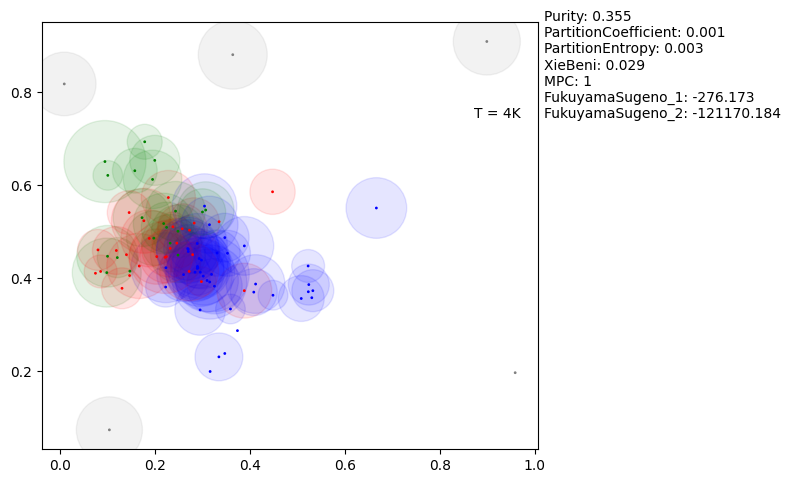 Purity: 0.355
PartitionCoefficient: 0.001
PartitionEntropy: 0.003
XieBeni: 0.029
MPC: 1
FukuyamaSugeno_1: -276.173
FukuyamaSugeno_2: -121170.184
T = 4K
0.8
0.6
0.4
0.2
0.0
0.2
0.4
0.6
0.8
1.0